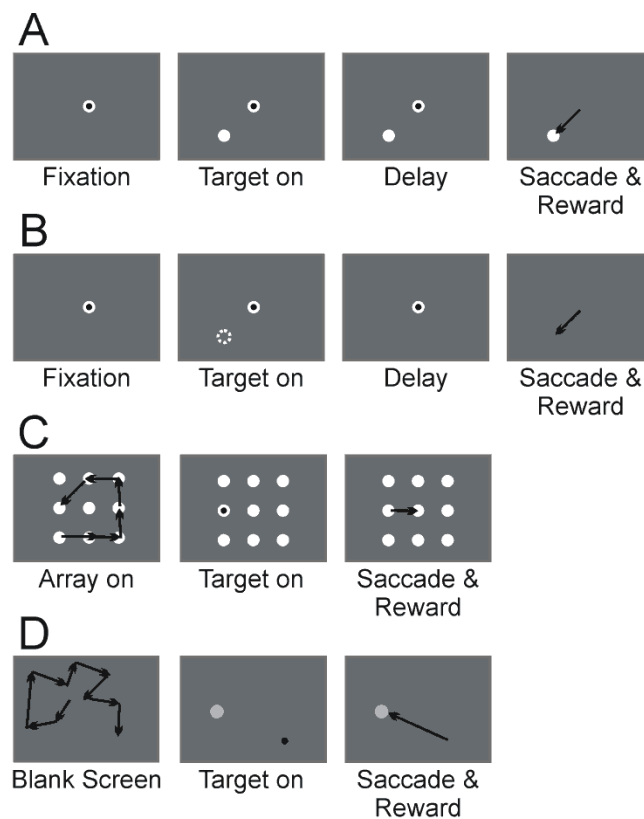 A
Fixation Target on Delay Saccade &
Reward
B
Fixation Target on Delay Saccade &
Reward
C
Array on Target on Saccade &
Reward
D
Blank Screen Target on Saccade &
Reward